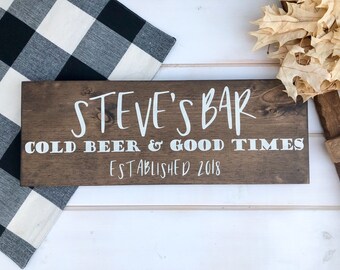 STEVE'S BAR
COLD BEER & GOOD TIMES
ESTABLISHED 2018